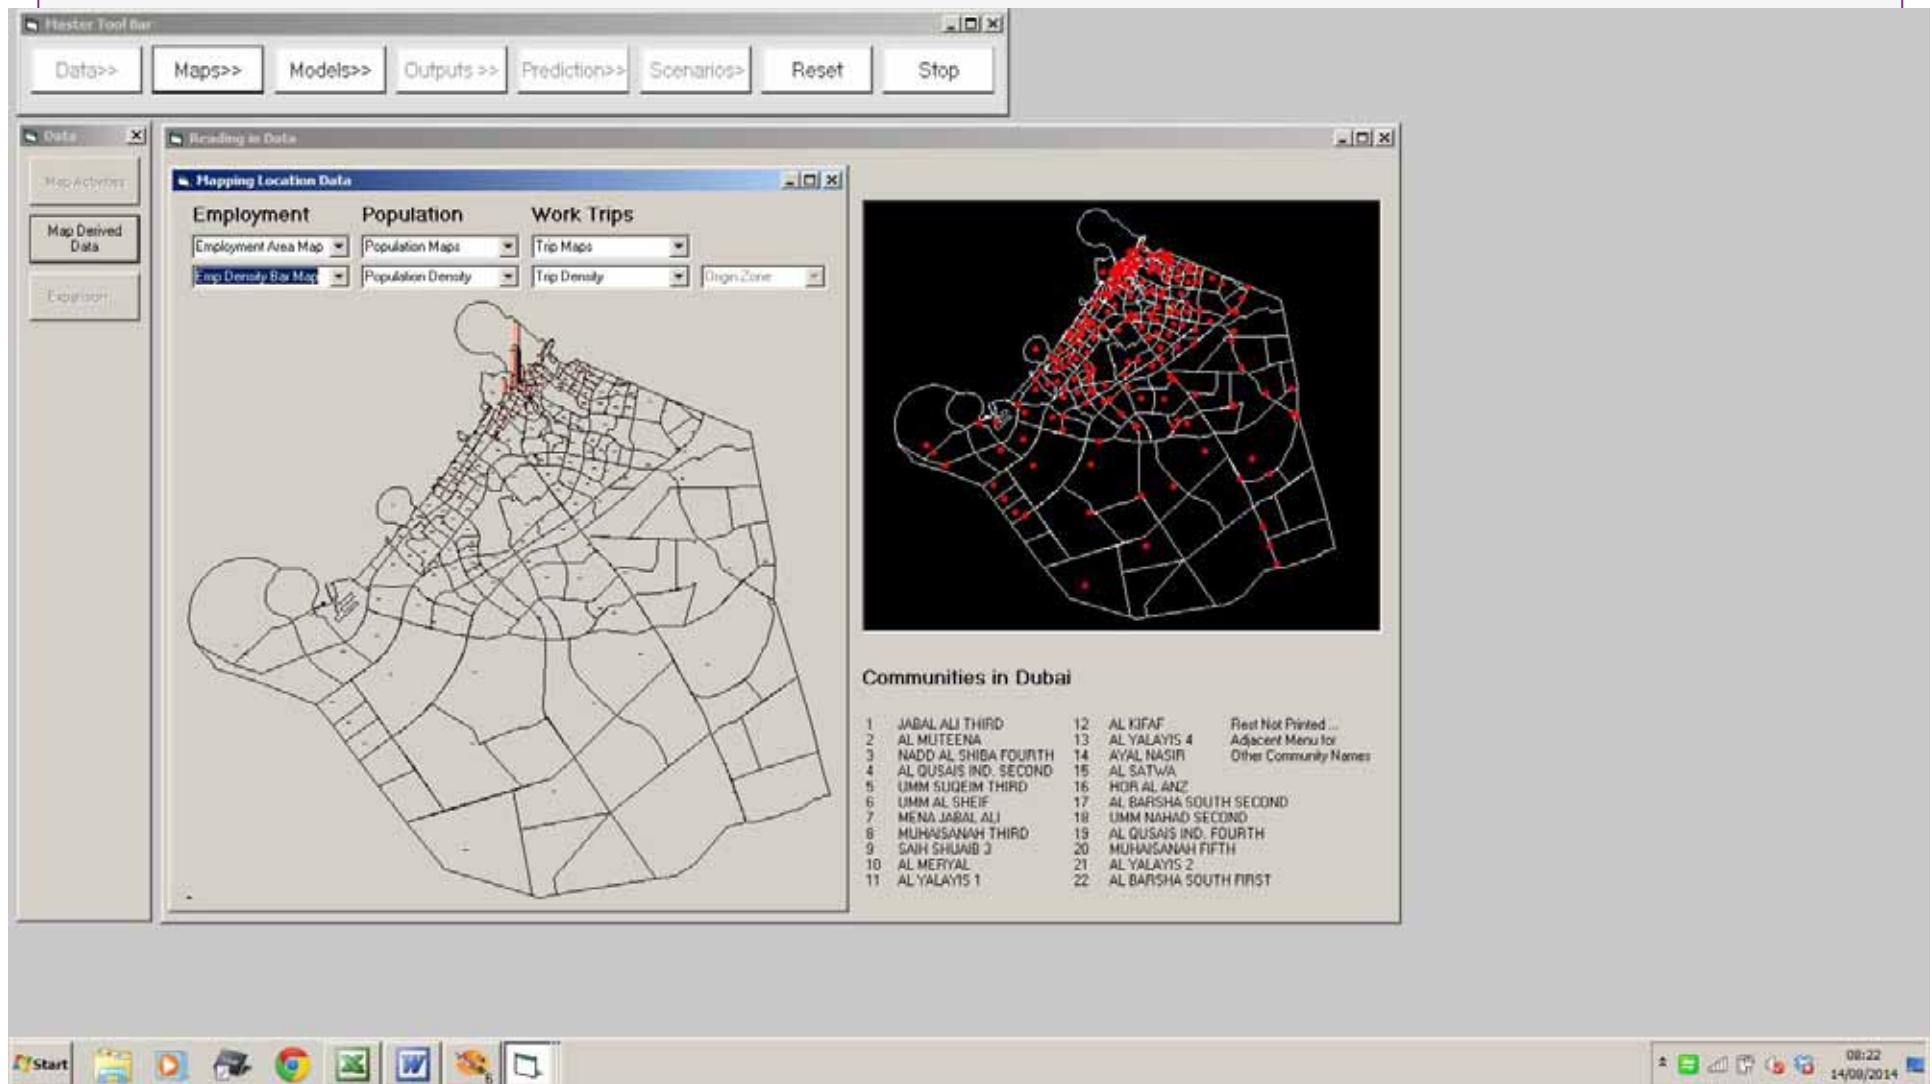 Master Tool Bar
Data>> Maps>> Models>> Outputs >> Prediction>> Scenarios> Reset Stop
Data
Map Activities
Map Derived
Data
Reading in Data
Mapping Location Data
Employment Population Work Trips
Employment Area Map Population Maps Trip Maps
Emp Density Bar Map Population Density Trip Density Origin Zone
Communities in Dubai
1 JABAL ALI THIRD
2 AL MUTEENA
3 NADD AL SHIBA FOURTH
4 AL QUSAIS IND. SECOND
5 UMM SUQEIM THIRD
6 UMM AL SHEIF
7 MENA JABAL ALI
8 MUHAISANAH THIRD
9 SAIH SHUAIB 3
10 AL MERYAL
11 AL YALAYIS 1
12 AL KIFAF
13 AL YALAYIS 4
14 AYAL NASIR
15 AL SATWA
16 HOR AL ANZ
17 AL BARSHA SOUTH SECOND
18 UMM NAHAD SECOND
19 AL QUSAIS IND. FOURTH
20 MUHAISANAH FIFTH
21 AL YALAYIS 2
22 AL BARSHA SOUTH FIRST
Rest Not Printed ...
Adjacent Menu for
Other Community Names
Start
6
08:22
14/08/2014